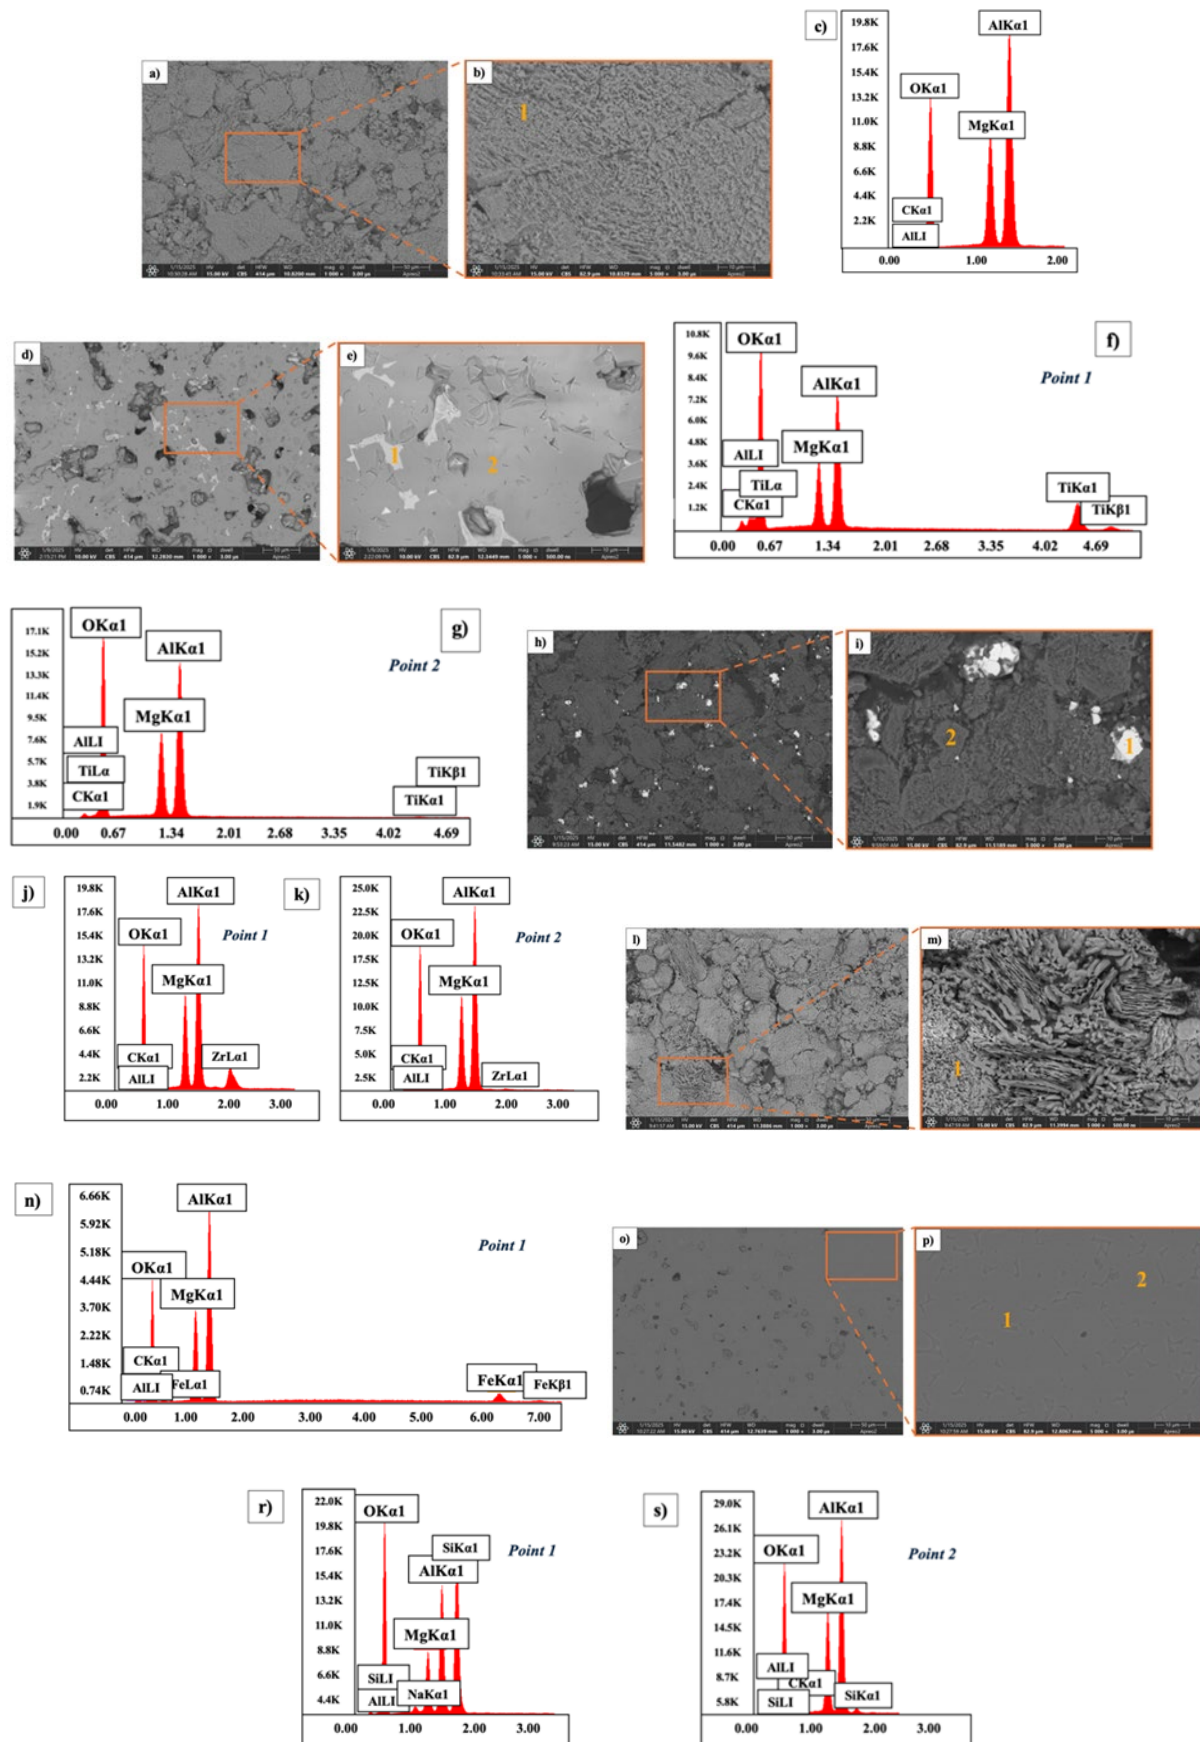 c)
19.8K
17.6K
15.4K
13.2K
11.0K
8.8K
6.6K
4.4K
2.2K
AlKα1
OKα1
MgKα1
CKα1
AlLI
0.00 1.00 2.00
a)
b)
1
d)
e)
1
2
f)
Point 1
10.8K
9.6K
8.4K
7.2K
6.0K
4.8K
3.6K
2.4K
1.2K
OKα1
AlKα1
AlLI
MgKα1
TiLα
CKα1
TiKα1
TiKβ1
0.00 0.67 1.34 2.01 2.68 3.35 4.02 4.69
g)
Point 2
17.1K
15.2K
13.3K
11.4K
9.5K
7.6K
5.7K
3.8K
1.9K
OKα1
AlKα1
MgKα1
AlLI
TiLα
CKα1
TiKβ1
TiKα1
0.00 0.67 1.34 2.01 2.68 3.35 4.02 4.69
h)
i)
2
1
j)
Point 1
19.8K
17.6K
15.4K
13.2K
11.0K
8.8K
6.6K
4.4K
2.2K
AlKα1
OKα1
MgKα1
CKα1
AlLI
ZrLα1
0.00 1.00 2.00 3.00
k)
Point 2
25.0K
22.5K
20.0K
17.5K
12.5K
10.0K
7.5K
5.0K
2.5K
AlKα1
OKα1
MgKα1
CKα1
AlLI
ZrLα1
0.00 1.00 2.00 3.00
l)
m)
1
n)
Point 1
6.66K
5.92K
5.18K
4.44K
3.70K
2.22K
1.48K
0.74K
AlKα1
OKα1
MgKα1
CKα1
AlLI
FeLα1
FeKα1
FeKβ1
0.00 1.00 2.00 3.00 4.00 5.00 6.00 7.00
o)
p)
1
2
r)
Point 1
22.0K
19.8K
17.6K
15.4K
13.2K
11.0K
8.8K
6.6K
4.4K
OKα1
SiKα1
AlKα1
MgKα1
SiLI
AlLI
NaKα1
0.00 1.00 2.00 3.00
s)
Point 2
29.0K
26.1K
23.2K
20.3K
17.4K
14.5K
11.6K
8.7K
5.8K
AlKα1
OKα1
MgKα1
AlLI
CKα1
SiLI
SiKα1
0.00 1.00 2.00 3.00